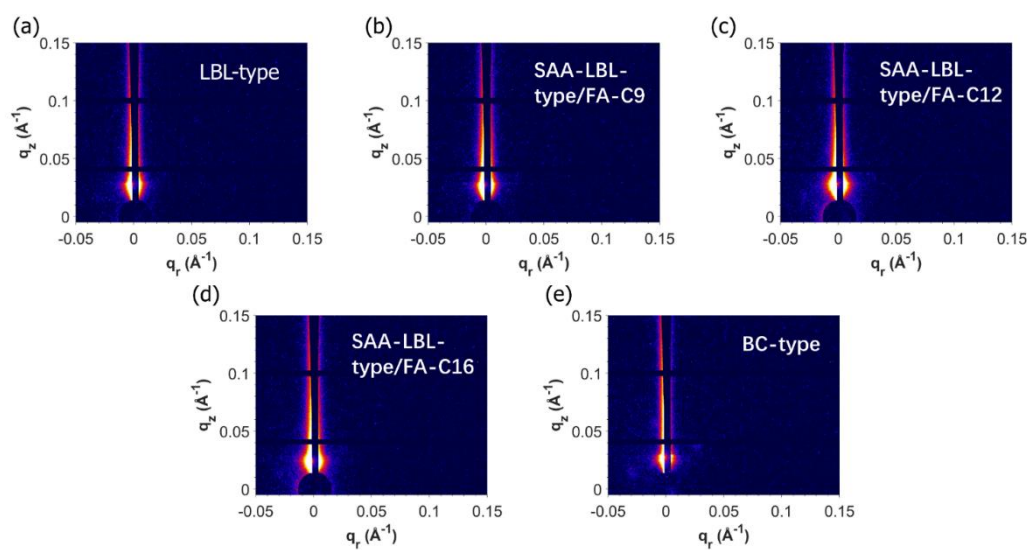 (a)
0.15
0.1
0.05
0
q_z (Å⁻¹)
LBL-type
-0.05 0 0.05 0.1 0.15
q_r (Å⁻¹)
(b)
0.15
0.1
0.05
0
q_z (Å⁻¹)
SAA-LBL-
type/FA-C9
-0.05 0 0.05 0.1 0.15
q_r (Å⁻¹)
(c)
0.15
0.1
0.05
0
q_z (Å⁻¹)
SAA-LBL-
type/FA-C12
-0.05 0 0.05 0.1 0.15
q_r (Å⁻¹)
(d)
0.15
0.1
0.05
0
q_z (Å⁻¹)
SAA-LBL-
type/FA-C16
-0.05 0 0.05 0.1 0.15
q_r (Å⁻¹)
(e)
0.15
0.1
0.05
0
q_z (Å⁻¹)
BC-type
-0.05 0 0.05 0.1 0.15
q_r (Å⁻¹)